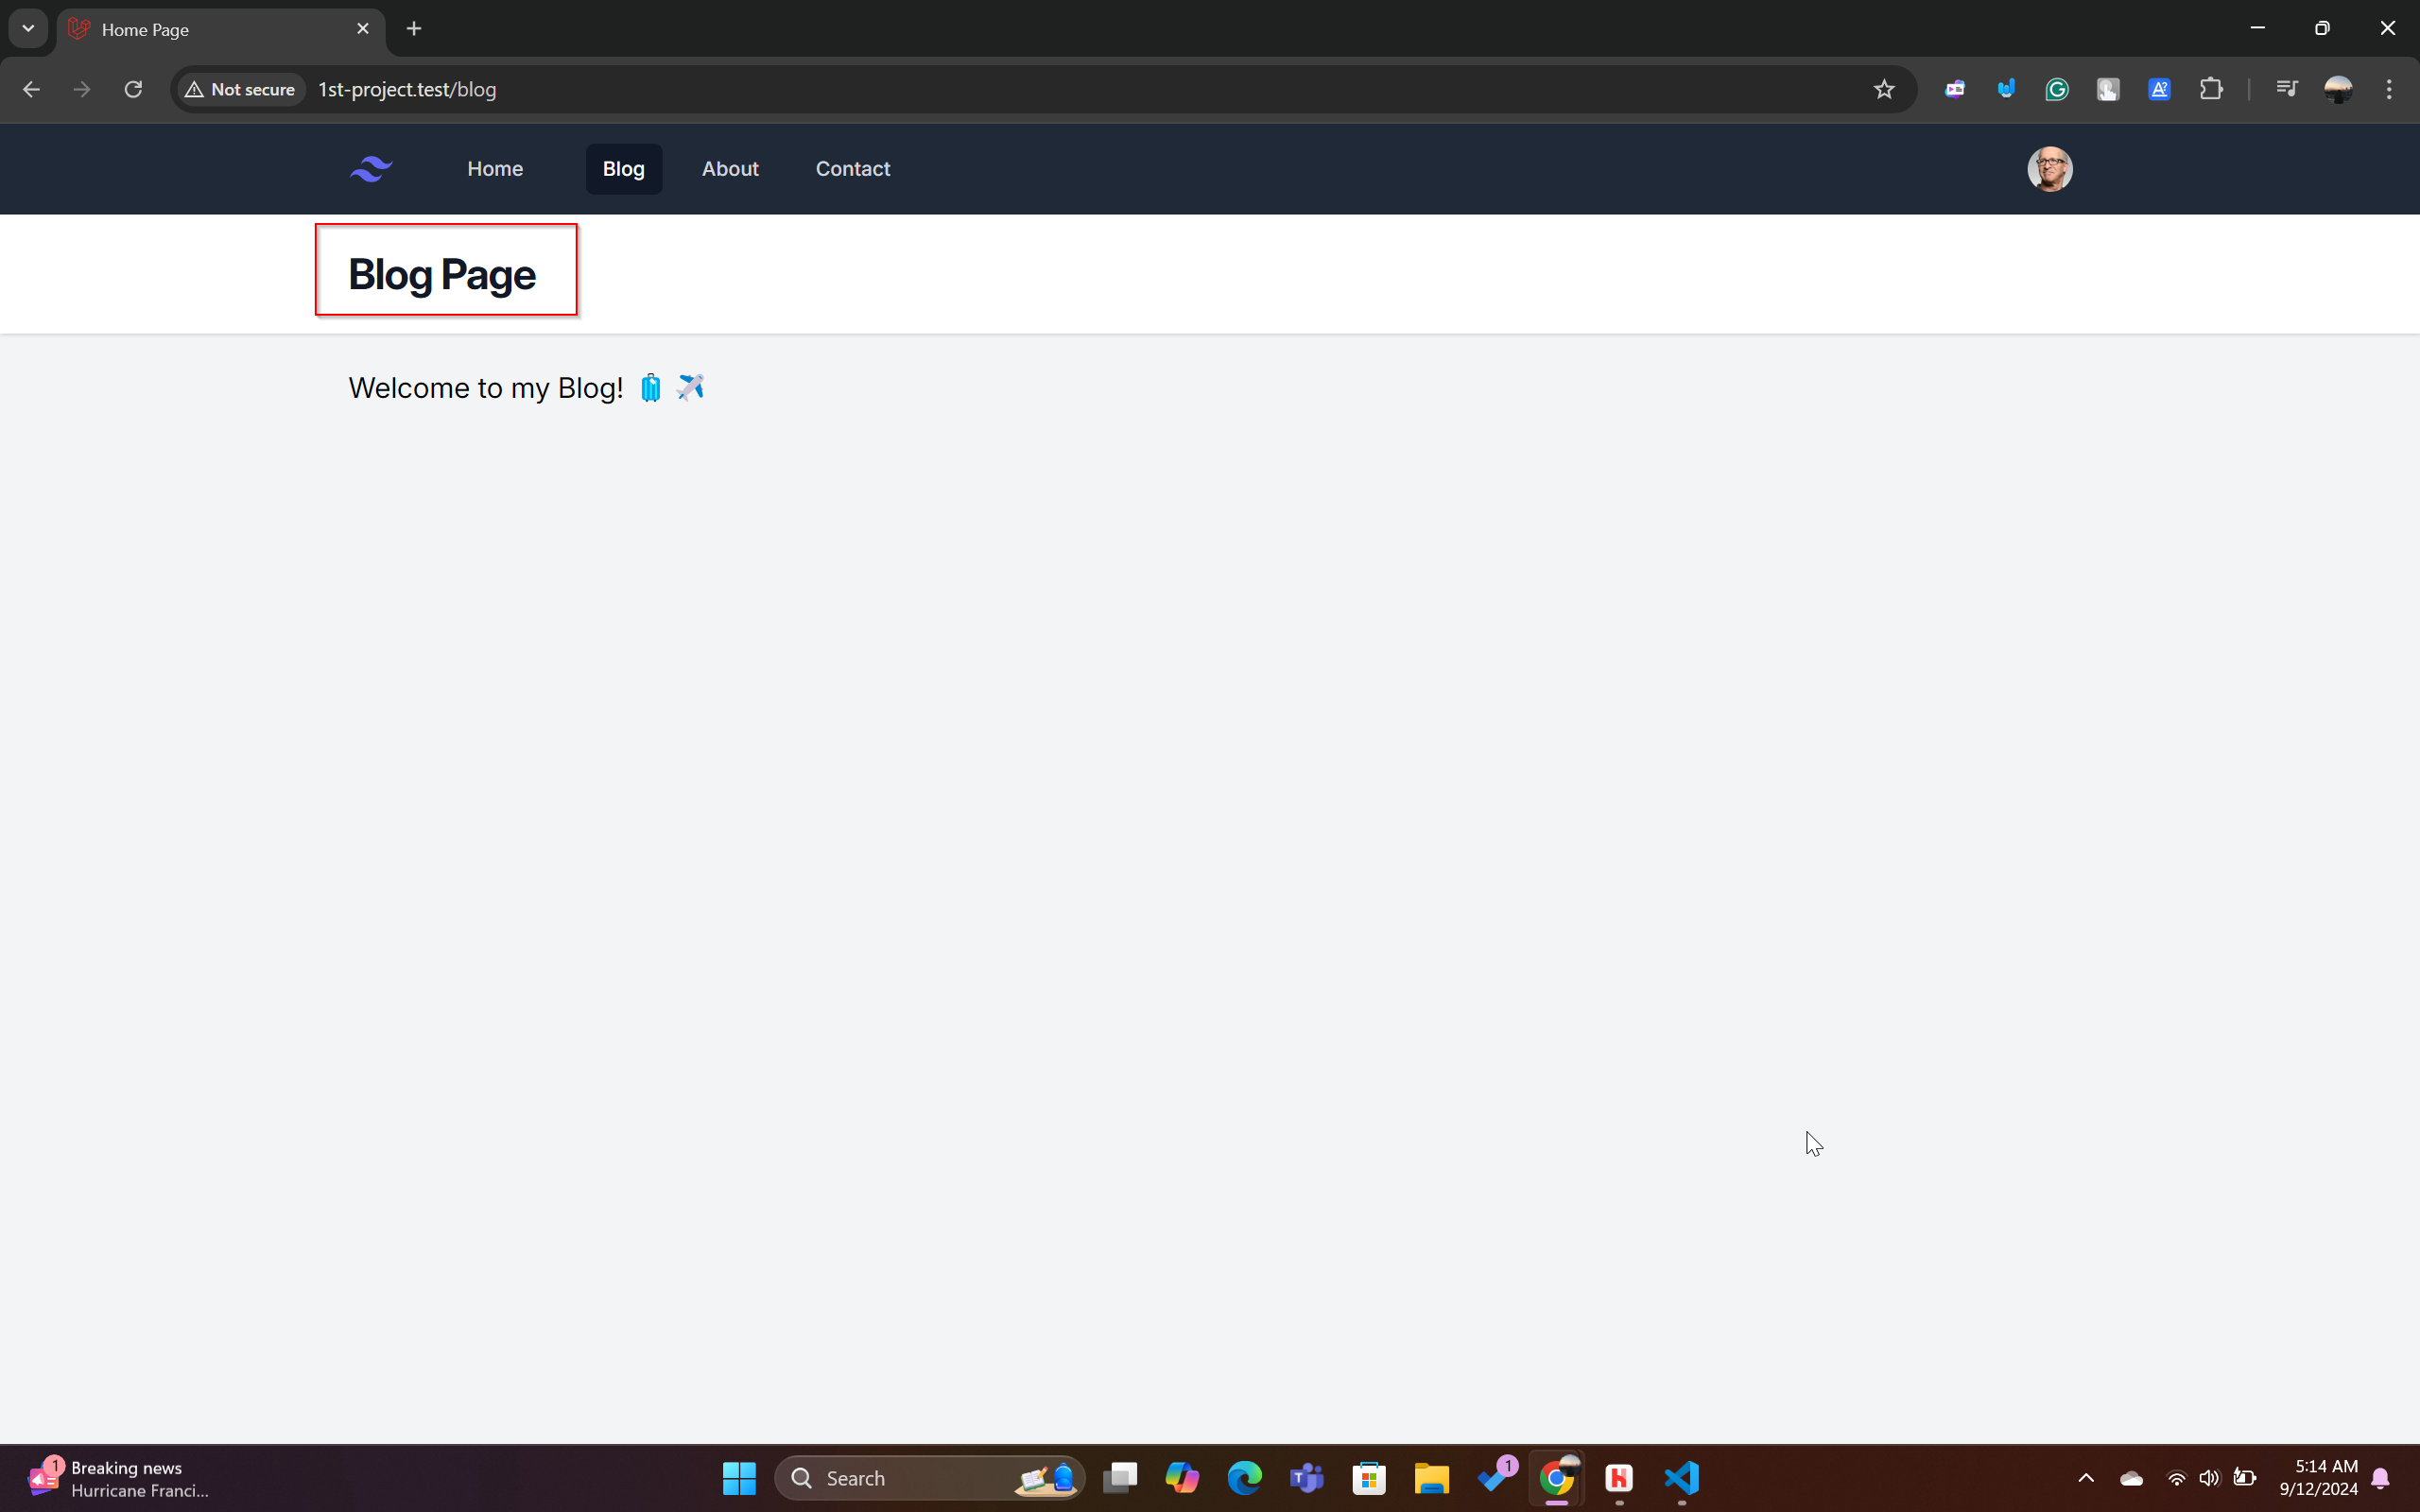 Home Page
Not secure
1st-project.test/blog
Home
Blog
About
Contact
Blog Page
Welcome to my Blog! 🧳 ✈️
1
Breaking news
Hurricane Franci...
Search
1
5:14 AM
9/12/2024